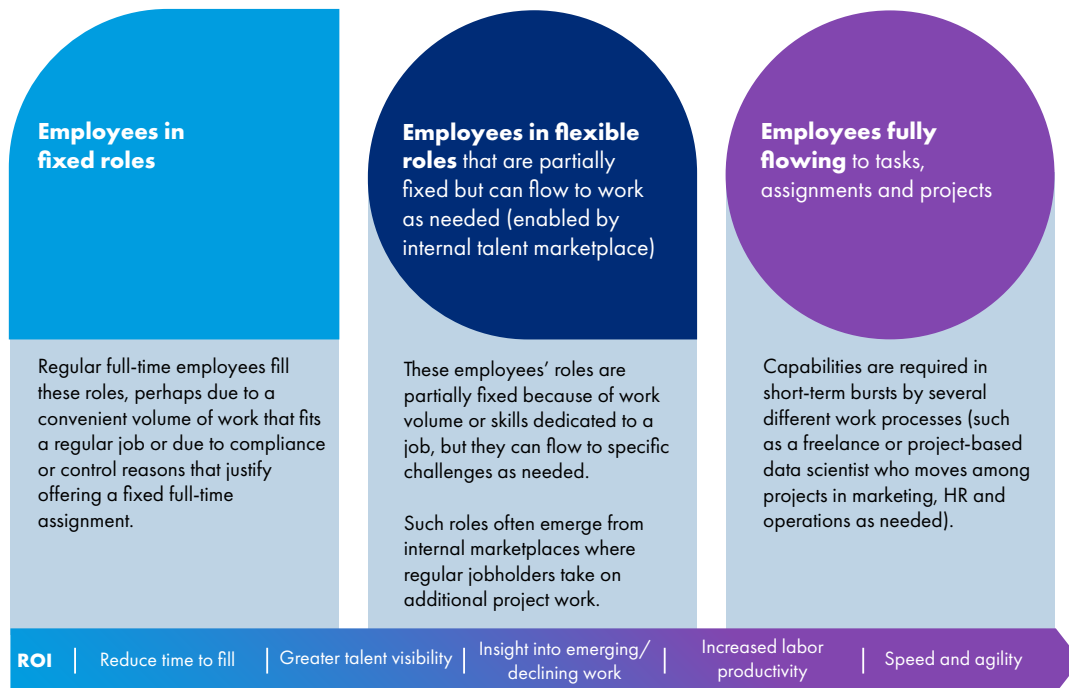 Employees in
fixed roles
Regular full-time employees fill
these roles, perhaps due to a
convenient volume of work that fits
a regular job or due to compliance
or control reasons that justify
offering a fixed full-time
assignment.
Employees in flexible
roles that are partially
fixed but can flow to work
as needed (enabled by
internal talent marketplace)
These employees’ roles are
partially fixed because of work
volume or skills dedicated to a
job, but they can flow to specific
challenges as needed.
Such roles often emerge from
internal marketplaces where
regular jobholders take on
additional project work.
Employees fully
flowing to tasks,
assignments and projects
Capabilities are required in
short-term bursts by several
different work processes (such
as a freelance or project-based
data scientist who moves among
projects in marketing, HR and
operations as needed).
ROI
Reduce time to fill
Greater talent visibility
Insight into emerging/
declining work
Increased labor
productivity
Speed and agility